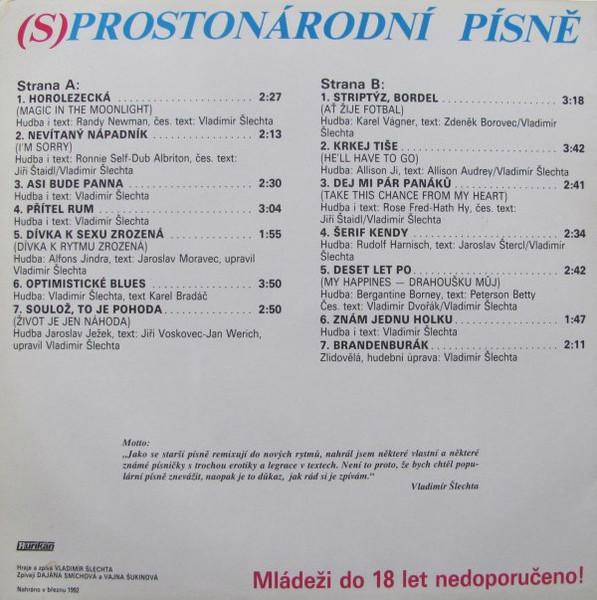 (S)PROSTONÁRODNÍ PÍSNĚ
Strana A:
1. HOROLEZECKÁ . . . . . . . . . . . . . . . . . . . . 2:27
(MAGIC IN THE MOONLIGHT)
Hudba i text: Randy Newman, čes. text: Vladimír Šlechta
2. NEVÍTANÝ NÁPADNÍK . . . . . . . . . . . . . . 2:13
(I'M SORRY)
Hudba i text: Ronnie Self-Dub Albriton, čes. text:
Jiří Štaidl/Vladimír Šlechta
3. ASI BUDE PANNA . . . . . . . . . . . . . . . . . . 2:30
Hudba i text: Vladimír Šlechta
4. PŘÍTEL RUM . . . . . . . . . . . . . . . . . . . . . . 3:04
Hudba i text: Vladimír Šlechta
5. DÍVKA K SEXU ZROZENÁ . . . . . . . . . . . 1:55
(DÍVKA K RYTMU ZROZENÁ)
Hudba: Alfons Jindra, text: Jaroslav Moravec, upravil
Vladimír Šlechta
6. OPTIMISTICKÉ BLUES . . . . . . . . . . . . . . 3:50
Hudba: Vladimír Šlechta, text Karel Bradáč
7. SOULOŽ, TO JE POHODA . . . . . . . . . . . . 2:50
(ŽIVOT JE JEN NÁHODA)
Hudba Jaroslav Ježek, text: Jiří Voskovec-Jan Werich,
upravil Vladimír Šlechta
Strana B:
1. STRIPTÝZ, BORDEL . . . . . . . . . . . . . . . . 3:18
(AŤ ŽIJE FOTBAL)
Hudba: Karel Vágner, text: Zdeněk Borovec/Vladimír
Šlechta
2. KRKEJ TIŠE . . . . . . . . . . . . . . . . . . . . . . 3:42
(HE'LL HAVE TO GO)
Hudba: Allison Ji, text: Allison Audrey/Vladimír Šlechta
3. DEJ MI PÁR PANÁKŮ . . . . . . . . . . . . . . . 2:41
(TAKE THIS CHANCE FROM MY HEART)
Hudba i text: Rose Fred-Hath Hy, čes. text:
Jiří Štaidl/Vladimír Šlechta
4. ŠERIF KENDY . . . . . . . . . . . . . . . . . . . . . 2:34
Hudba: Rudolf Harnisch, text: Jaroslav Štercl/Vladimír
Šlechta
5. DESET LET PO . . . . . . . . . . . . . . . . . . . . 2:42
(MY HAPPINES — DRAHOUŠKU MŮJ)
Hudba: Bergantine Borney, text: Peterson Betty
Čes. text: Vladimír Dvořák/Vladimír Šlechta
6. ZNÁM JEDNU HOLKU . . . . . . . . . . . . . . 1:47
Hudba i text: Vladimír Šlechta
7. BRANDENBURÁK . . . . . . . . . . . . . . . . . . 2:11
Zlidovělá, hudební úprava: Vladimír Šlechta
Motto:
„Jako se starší písně remixují do nových rytmů, nahrál jsem některé vlastní a některé
známé písničky s trochou erotiky a legrace v textech. Není to proto, že bych chtěl popu-
lární písně znevážit, naopak je to důkaz, jak rád si je zpívám."
Vladimír Šlechta
Hurikán
Hraje a zpívá VLADIMÍR ŠLECHTA
Zpívají DAJÁNA SMÍCHOVÁ a VAJNA ŠUKINOVÁ
Nahráno v březnu 1992
Mládeži do 18 let nedoporučeno!